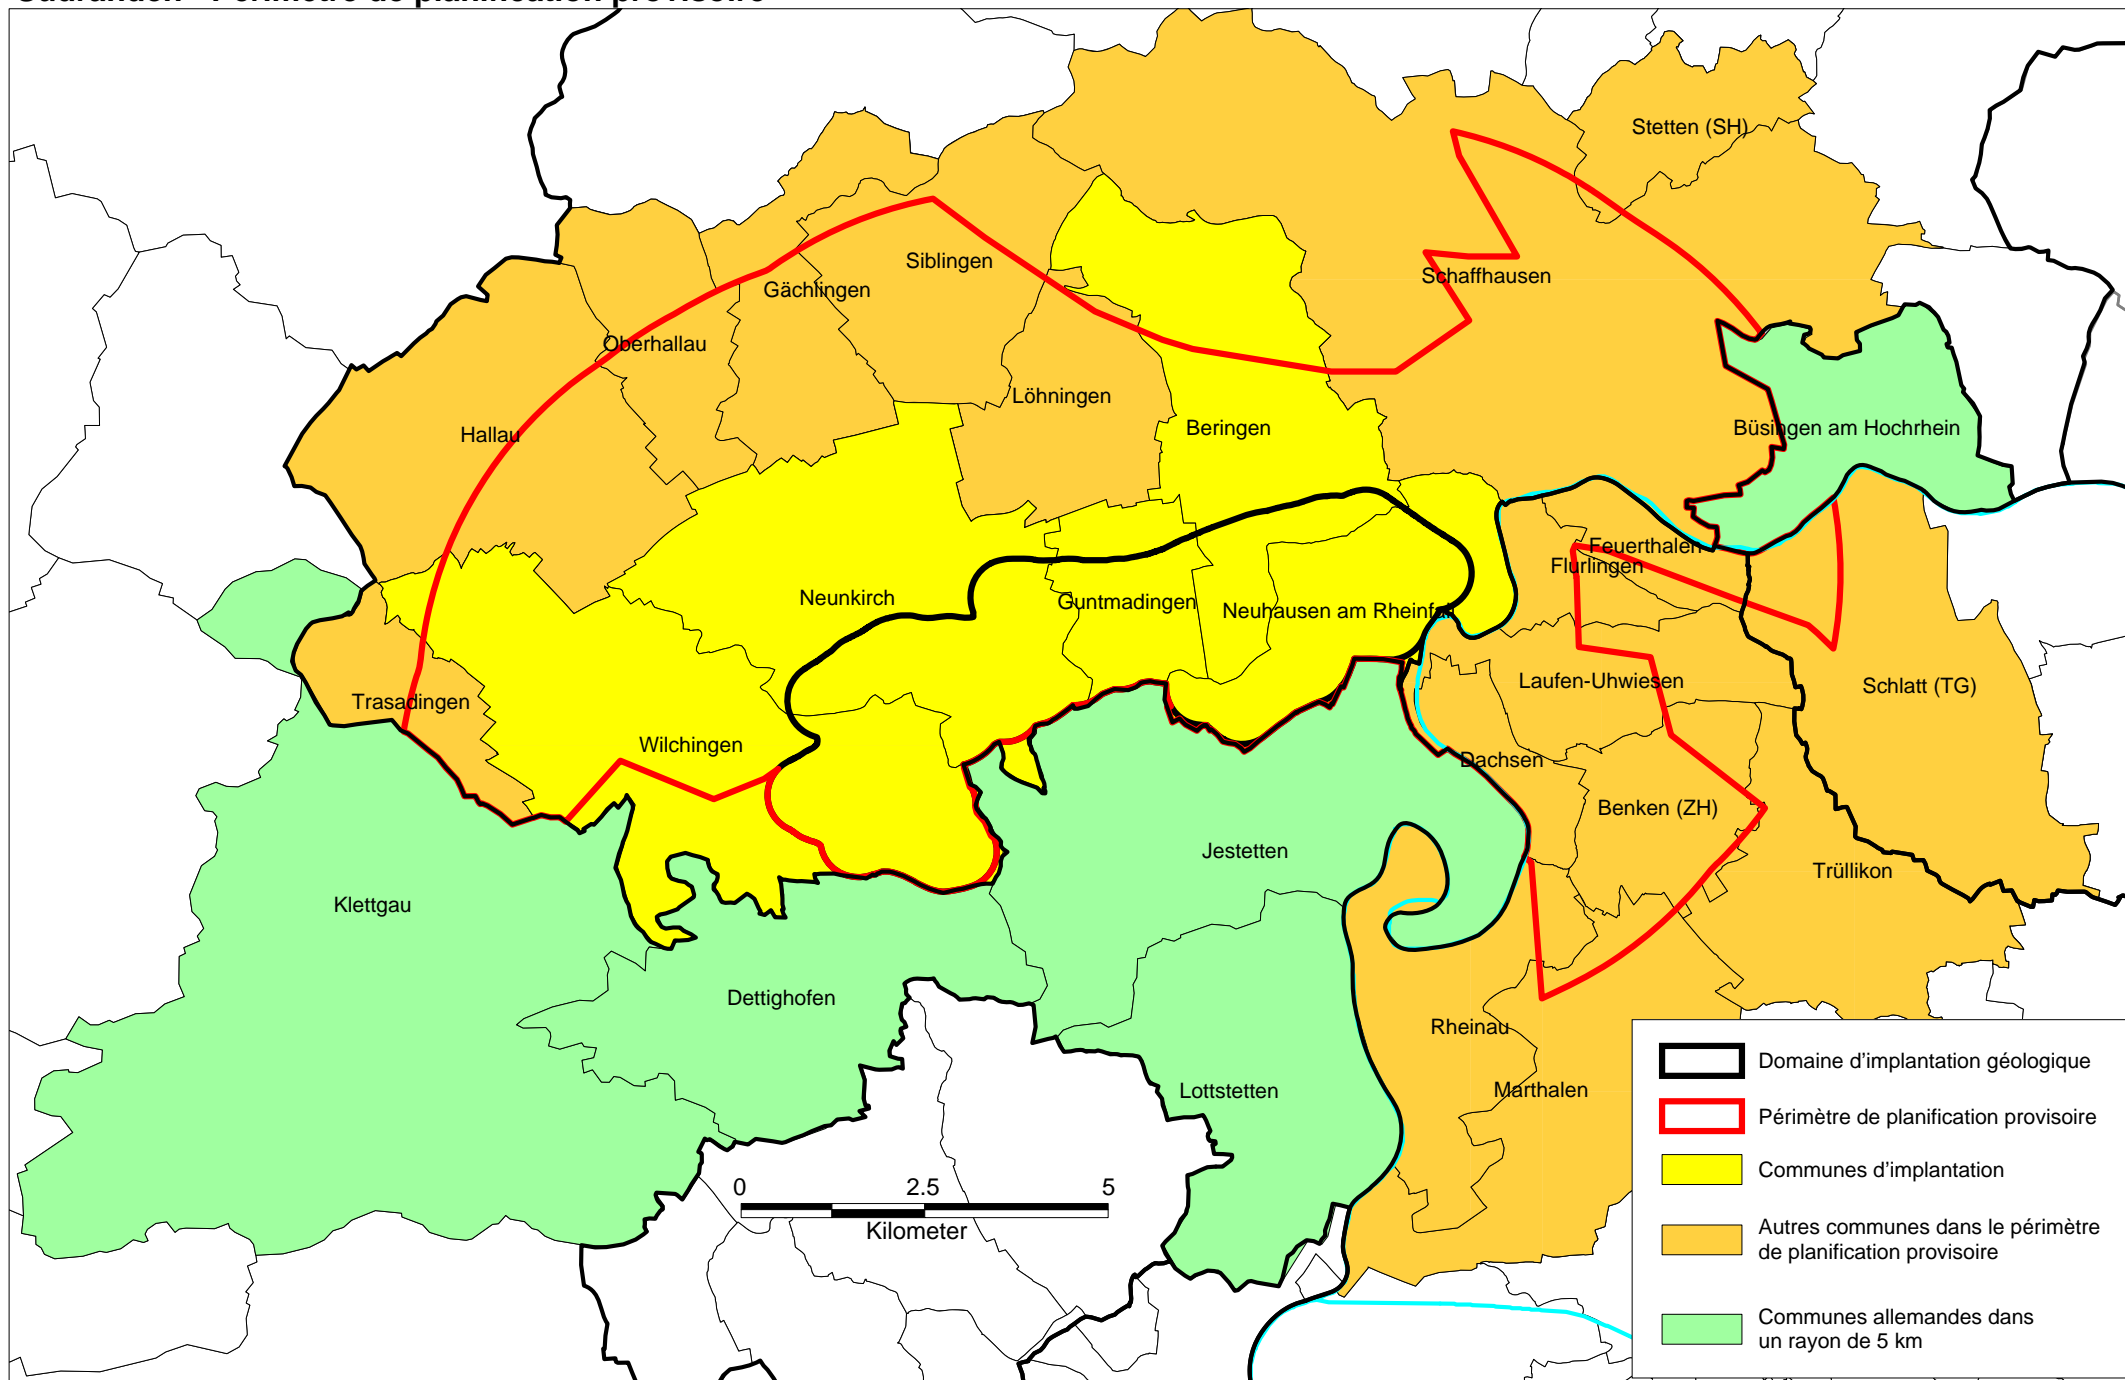 Stetten (SH)
Siblingen
Schaffhausen
Gächlingen
Oberhallau
Löhningen
Hallau
Beringen
Büsingen am Hochrhein
Feuerthalen
Flurlingen
Neunkirch
Guntmadingen
Neuhausen am Rheinfall
Laufen-Uhwiesen
Schlatt (TG)
Trasadingen
Wilchingen
Dachsen
Benken (ZH)
Jestetten
Trüllikon
Klettgau
Dettighofen
Rheinau
Lottstetten
Marthalen
0 2.5 5
Kilometer
Domaine d'implantation géologique
Périmètre de planification provisoire
Communes d'implantation
Autres communes dans le périmètre
de planification provisoire
Communes allemandes dans
un rayon de 5 km